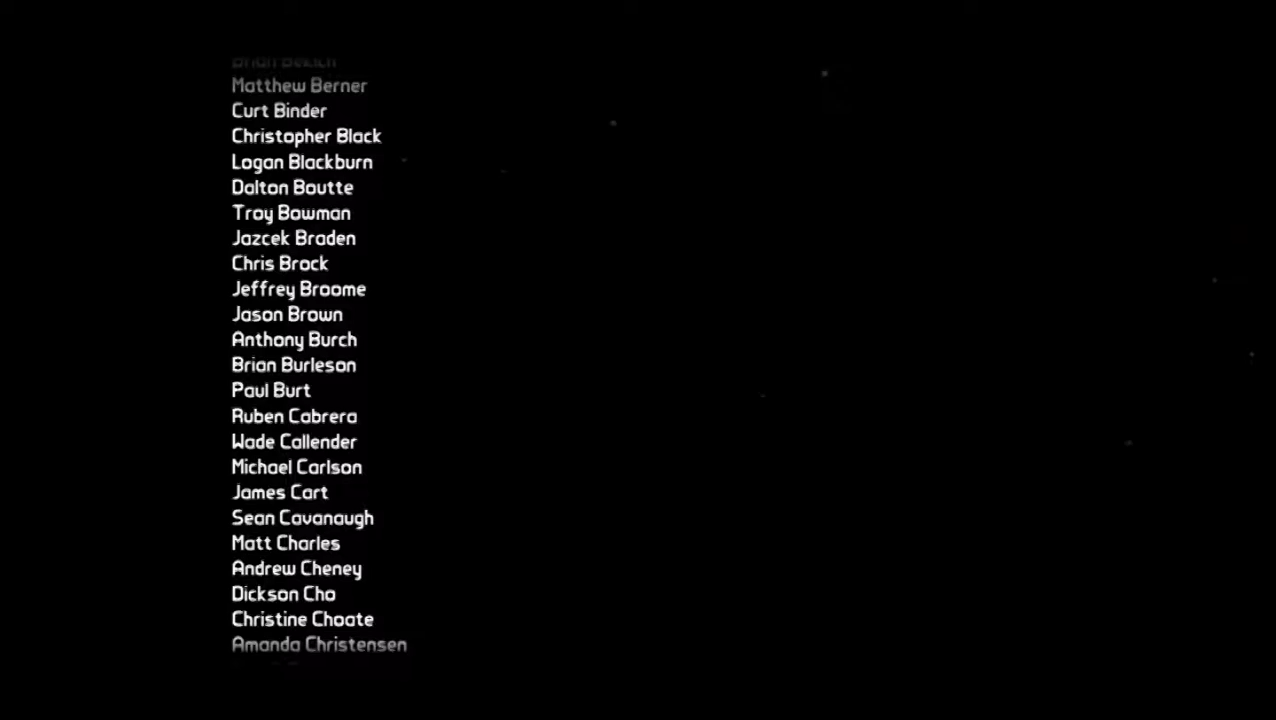 Matthew Berner
Curt Binder
Christopher Black
Logan Blackburn
Dalton Boutte
Troy Bowman
Jazcek Braden
Chris Brock
Jeffrey Broome
Jason Brown
Anthony Burch
Brian Burleson
Paul Burt
Ruben Cabrera
Wade Callender
Michael Carlson
James Cart
Sean Cavanaugh
Matt Charles
Andrew Cheney
Dickson Cho
Christine Choate
Amanda Christensen